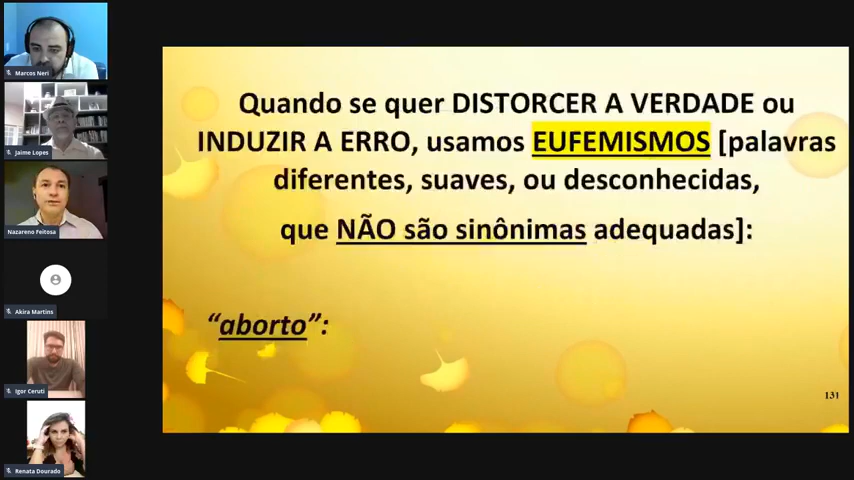 Marcos Neri
Jaime Lopes
Nazareno Feitosa
Akira Martins
Igor Ceruti
Renata Dourado
Quando se quer DISTORCER A VERDADE ou
INDUZIR A ERRO, usamos EUFEMISMOS [palavras
diferentes, suaves, ou desconhecidas,
que NÃO são sinônimas adequadas]:
“aborto”:
131